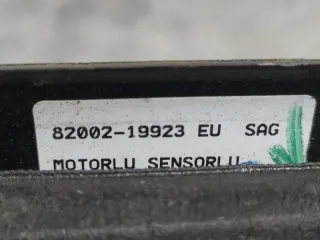 82002-19923 EU SAG
MOTORLU SENSORLU